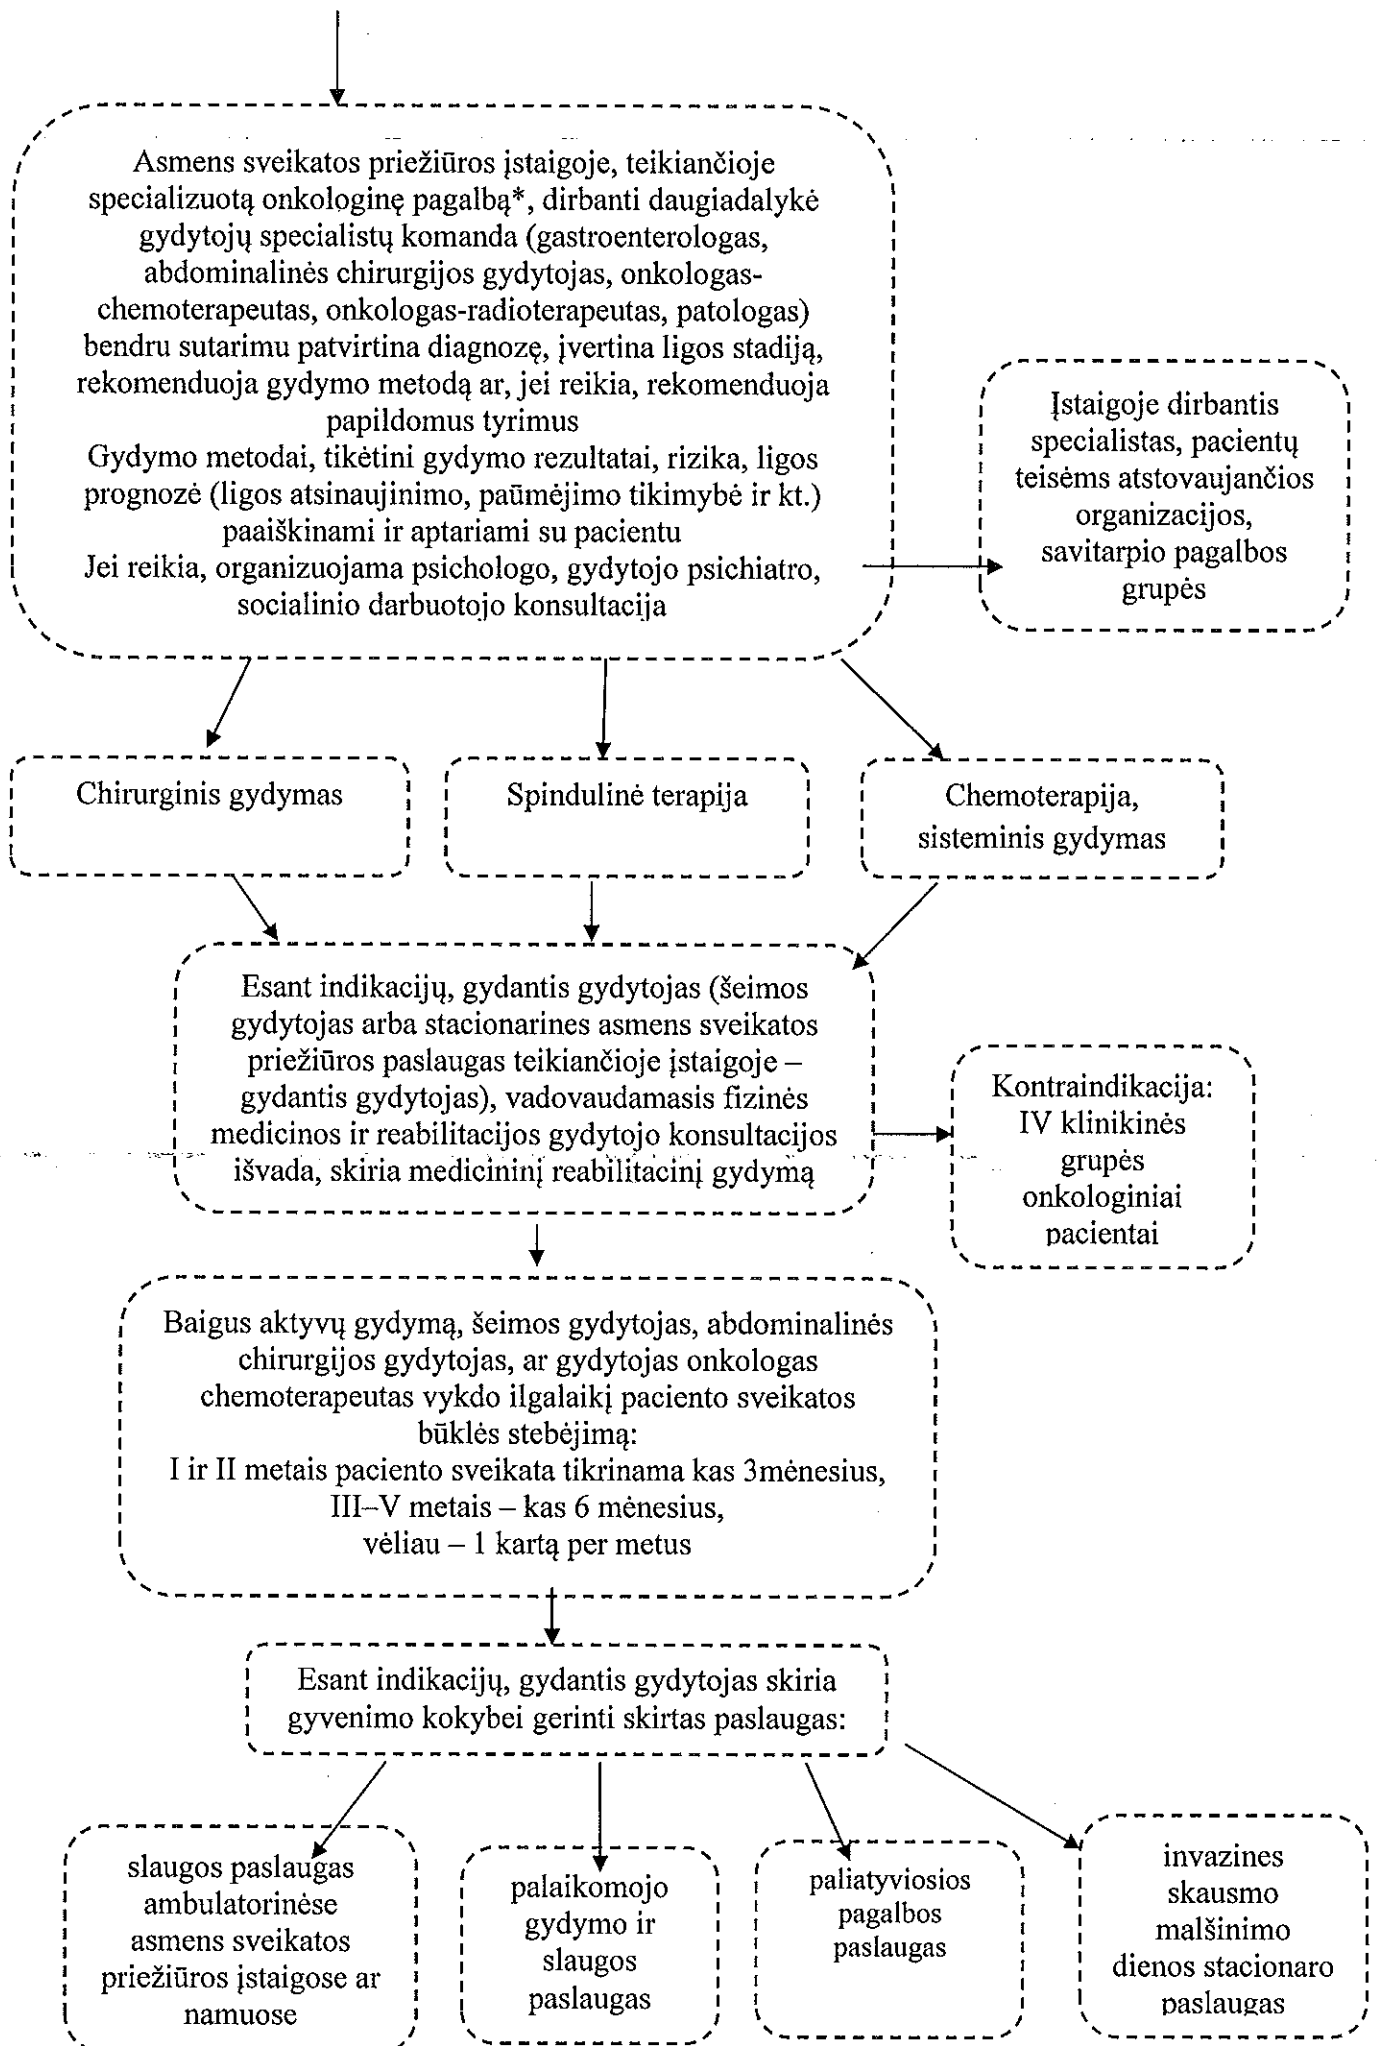 Asmens sveikatos priežiūros įstaigoje, teikiančioje
specializuotą onkologinę pagalbą*, dirbanti daugiadalykė
gydytojų specialistų komanda (gastroenterologas,
abdominalinės chirurgijos gydytojas, onkologas-
chemoterapeutas, onkologas-radioterapeutas, patologas)
bendru sutarimu patvirtina diagnozę, įvertina ligos stadiją,
rekomenduoja gydymo metodą ar, jei reikia, rekomenduoja
papildomus tyrimus
Gydymo metodai, tikėtini gydymo rezultatai, rizika, ligos
prognozė (ligos atsinaujinimo, paūmėjimo tikimybė ir kt.)
paaiškinami ir aptariami su pacientu
Jei reikia, organizuojama psichologo, gydytojo psichiatro,
socialinio darbuotojo konsultacija
Įstaigoje dirbantis
specialistas, pacientų
teisėms atstovaujančios
organizacijos,
savitarpio pagalbos
grupės
Chirurginis gydymas
Spindulinė terapija
Chemoterapija,
sisteminis gydymas
Esant indikacijų, gydantis gydytojas (šeimos
gydytojas arba stacionarines asmens sveikatos
priežiūros paslaugas teikiančioje įstaigoje –
gydantis gydytojas), vadovaudamasis fizinės
medicinos ir reabilitacijos gydytojo konsultacijos
išvada, skiria medicininį reabilitacinį gydymą
Kontraindikacija:
IV klinikinės
grupės
onkologiniai
pacientai
Baigus aktyvų gydymą, šeimos gydytojas, abdominalinės
chirurgijos gydytojas, ar gydytojas onkologas
chemoterapeutas vykdo ilgalaikį paciento sveikatos
būklės stebėjimą:
I ir II metais paciento sveikata tikrinama kas 3mėnesius,
III–V metais – kas 6 mėnesius,
vėliau – 1 kartą per metus
Esant indikacijų, gydantis gydytojas skiria
gyvenimo kokybei gerinti skirtas paslaugas:
slaugos paslaugas
ambulatorinėse
asmens sveikatos
priežiūros įstaigose ar
namuose
palaikomojo
gydymo ir
slaugos
paslaugas
paliatyviosios
pagalbos
paslaugas
invazines
skausmo
malšinimo
dienos stacionaro
paslaugas